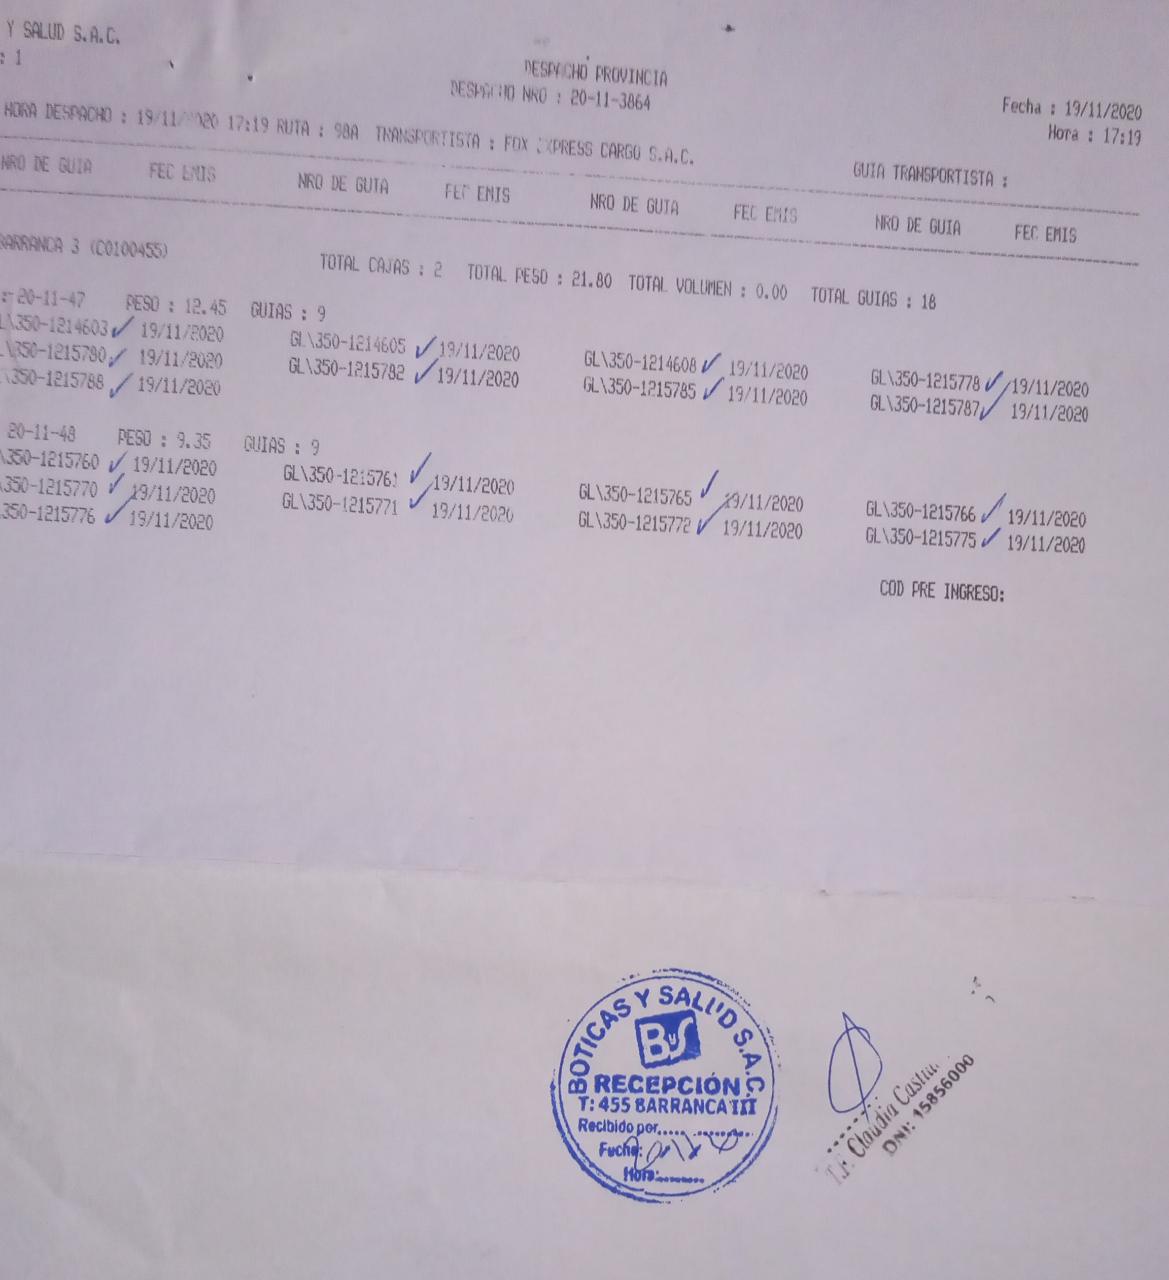 Y SALUD S.A.C.
: 1
DESPACHO PROVINCIA
DESPACHO NRO : 20-11-3864
Fecha : 19/11/2020
Hora : 17:19
HORA DESPACHO : 19/11/2020 17:19 RUTA : 98A TRANSPORTISTA : FOX EXPRESS CARGO S.A.C.
GUIA TRANSPORTISTA :
NRO DE GUIA FEC EMIS NRO DE GUIA FEC EMIS NRO DE GUIA FEC EMIS NRO DE GUIA FEC EMIS
BARRANCA 3 (C0100455) TOTAL CAJAS : 2 TOTAL PESO : 21.80 TOTAL VOLUMEN : 0.00 TOTAL GUIAS : 18
:- 20-11-47 PESO : 12.45 GUIAS : 9
L\350-1214603 19/11/2020 GL\350-1214605 19/11/2020 GL\350-1214608 19/11/2020 GL\350-1215778 19/11/2020
L\350-1215780 19/11/2020 GL\350-1215782 19/11/2020 GL\350-1215785 19/11/2020 GL\350-1215787 19/11/2020
\350-1215788 19/11/2020
20-11-48 PESO : 9.35 GUIAS : 9
\350-1215760 19/11/2020 GL\350-1215761 19/11/2020 GL\350-1215765 19/11/2020 GL\350-1215766 19/11/2020
350-1215770 19/11/2020 GL\350-1215771 19/11/2020 GL\350-1215772 19/11/2020 GL\350-1215775 19/11/2020
350-1215776 19/11/2020
COD PRE INGRESO:
BOTICAS Y SALUD S.A.C.
BS
RECEPCIÓN
T: 455 BARRANCA III
Recibido por
Fecha:
Hora:
T.F. Claudia
DNI: 15856000